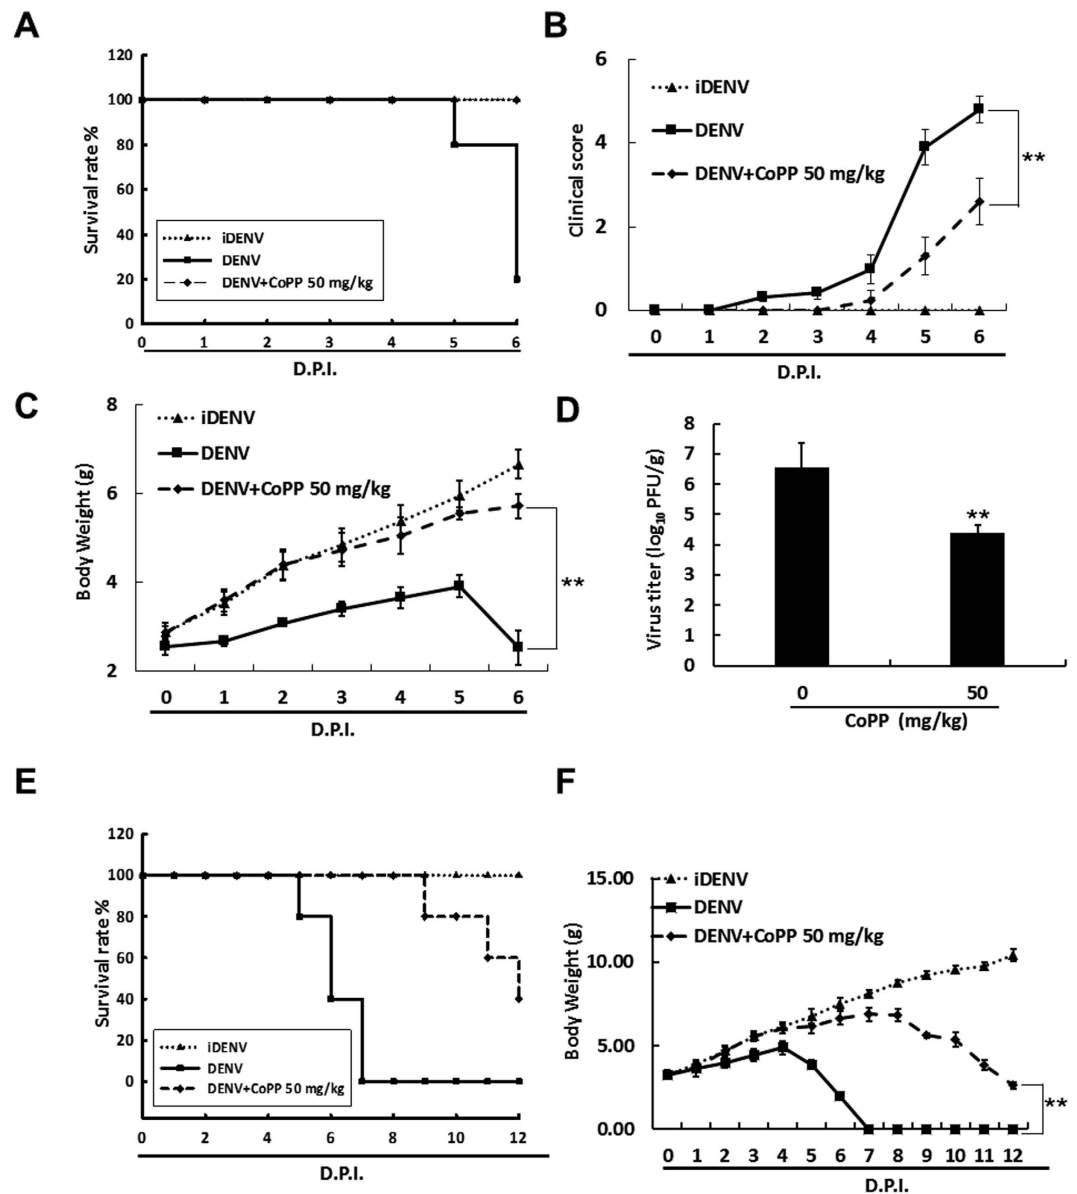 A
120
100
80
60
40
20
0
Survival rate %
iDENV
DENV
DENV+CoPP 50 mg/kg
0 1 2 3 4 5 6
D.P.I.
B
6
4
2
0
Clinical score
iDENV
DENV
DENV+CoPP 50 mg/kg
**
0 1 2 3 4 5 6
D.P.I.
C
8
6
4
2
Body Weight (g)
iDENV
DENV
DENV+CoPP 50 mg/kg
**
0 1 2 3 4 5 6
D.P.I.
D
8
7
6
5
4
3
2
1
0
Virus titer (log10 PFU/g)
**
0 50
CoPP (mg/kg)
E
120
100
80
60
40
20
0
Survival rate %
iDENV
DENV
DENV+CoPP 50 mg/kg
0 2 4 6 8 10 12
D.P.I.
F
15.00
10.00
5.00
0.00
Body Weight (g)
iDENV
DENV
DENV+CoPP 50 mg/kg
**
0 1 2 3 4 5 6 7 8 9 10 11 12
D.P.I.